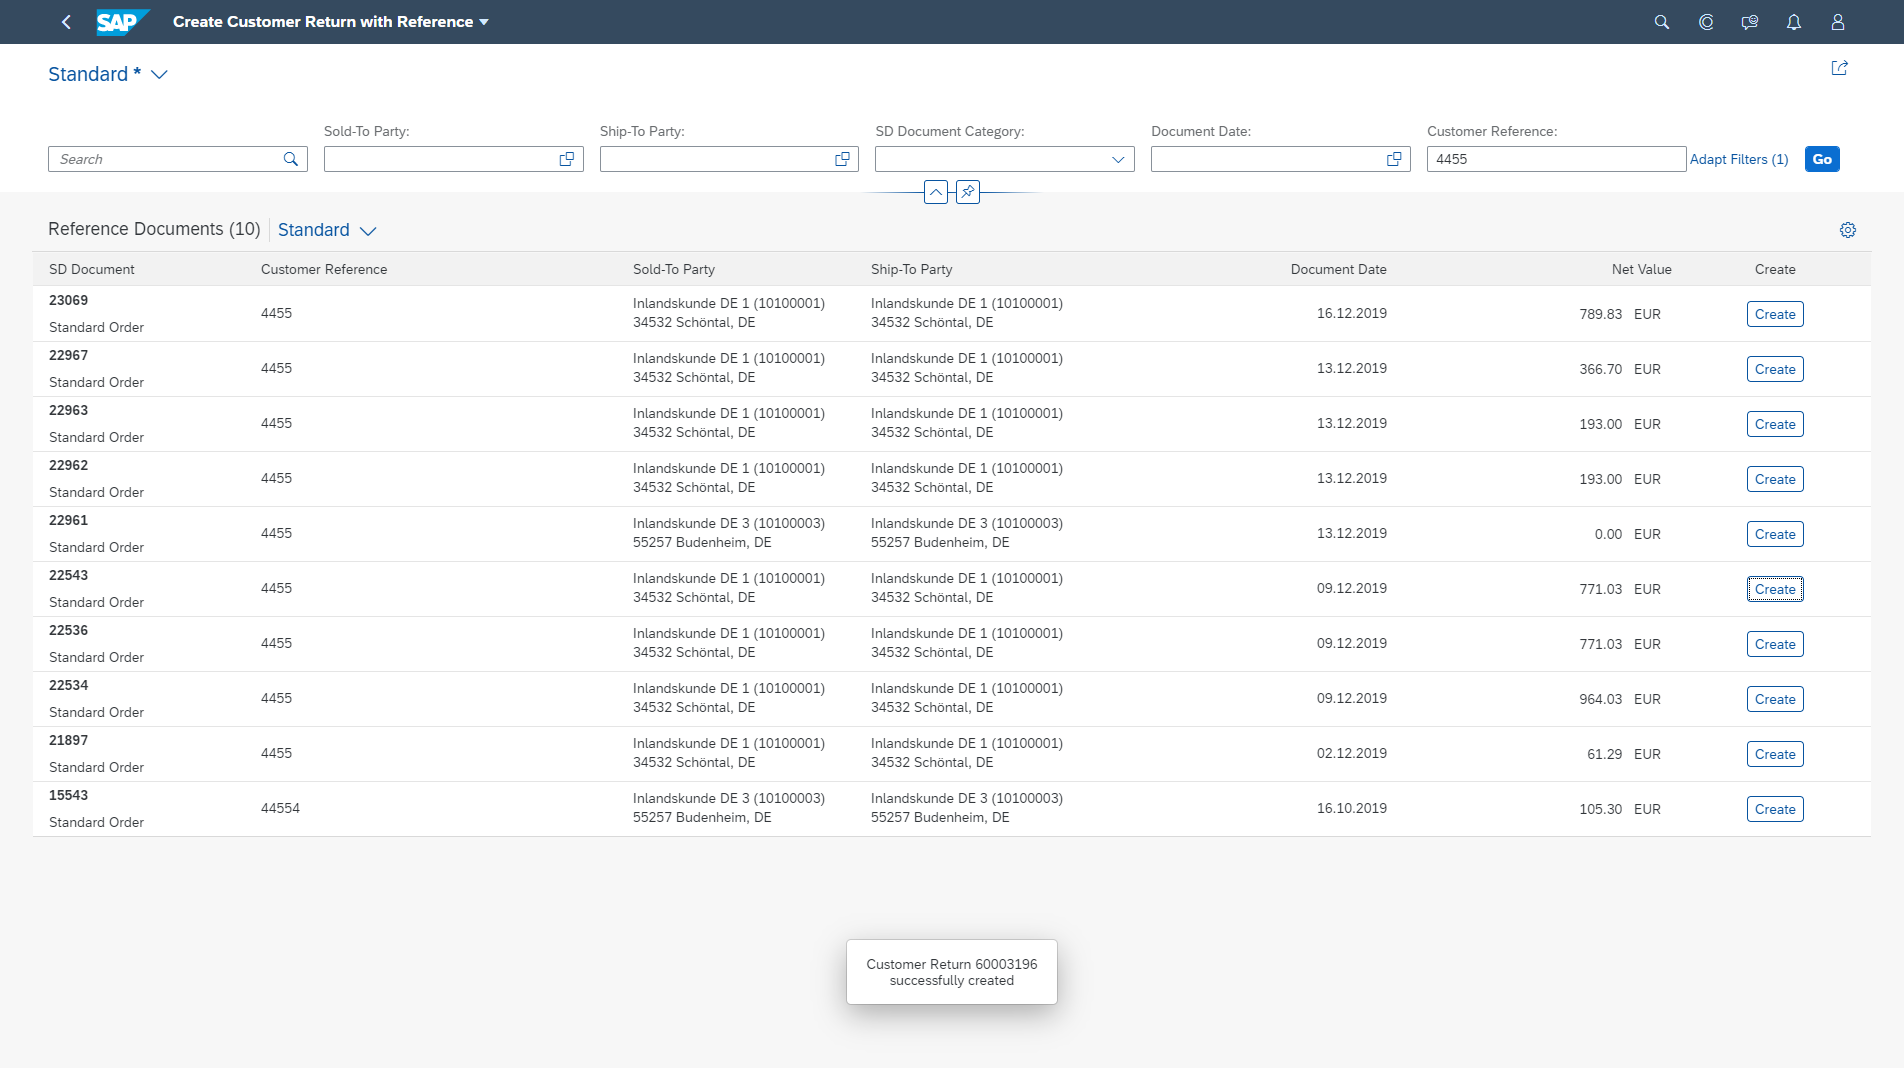 SAP Create Customer Return with Reference
Standard *
Sold-To Party: Ship-To Party: SD Document Category: Document Date: Customer Reference:
Search 4455 Adapt Filters (1) Go
Reference Documents (10) Standard
SD Document Customer Reference Sold-To Party Ship-To Party Document Date Net Value Create
23069
Standard Order
4455
Inlandskunde DE 1 (10100001)
34532 Schöntal, DE
Inlandskunde DE 1 (10100001)
34532 Schöntal, DE
16.12.2019
789.83 EUR
Create
22967
Standard Order
4455
Inlandskunde DE 1 (10100001)
34532 Schöntal, DE
Inlandskunde DE 1 (10100001)
34532 Schöntal, DE
13.12.2019
366.70 EUR
Create
22963
Standard Order
4455
Inlandskunde DE 1 (10100001)
34532 Schöntal, DE
Inlandskunde DE 1 (10100001)
34532 Schöntal, DE
13.12.2019
193.00 EUR
Create
22962
Standard Order
4455
Inlandskunde DE 1 (10100001)
34532 Schöntal, DE
Inlandskunde DE 1 (10100001)
34532 Schöntal, DE
13.12.2019
193.00 EUR
Create
22961
Standard Order
4455
Inlandskunde DE 3 (10100003)
55257 Budenheim, DE
Inlandskunde DE 3 (10100003)
55257 Budenheim, DE
13.12.2019
0.00 EUR
Create
22543
Standard Order
4455
Inlandskunde DE 1 (10100001)
34532 Schöntal, DE
Inlandskunde DE 1 (10100001)
34532 Schöntal, DE
09.12.2019
771.03 EUR
Create
22536
Standard Order
4455
Inlandskunde DE 1 (10100001)
34532 Schöntal, DE
Inlandskunde DE 1 (10100001)
34532 Schöntal, DE
09.12.2019
771.03 EUR
Create
22534
Standard Order
4455
Inlandskunde DE 1 (10100001)
34532 Schöntal, DE
Inlandskunde DE 1 (10100001)
34532 Schöntal, DE
09.12.2019
964.03 EUR
Create
21897
Standard Order
4455
Inlandskunde DE 1 (10100001)
34532 Schöntal, DE
Inlandskunde DE 1 (10100001)
34532 Schöntal, DE
02.12.2019
61.29 EUR
Create
15543
Standard Order
44554
Inlandskunde DE 3 (10100003)
55257 Budenheim, DE
Inlandskunde DE 3 (10100003)
55257 Budenheim, DE
16.10.2019
105.30 EUR
Create
Customer Return 60003196
successfully created